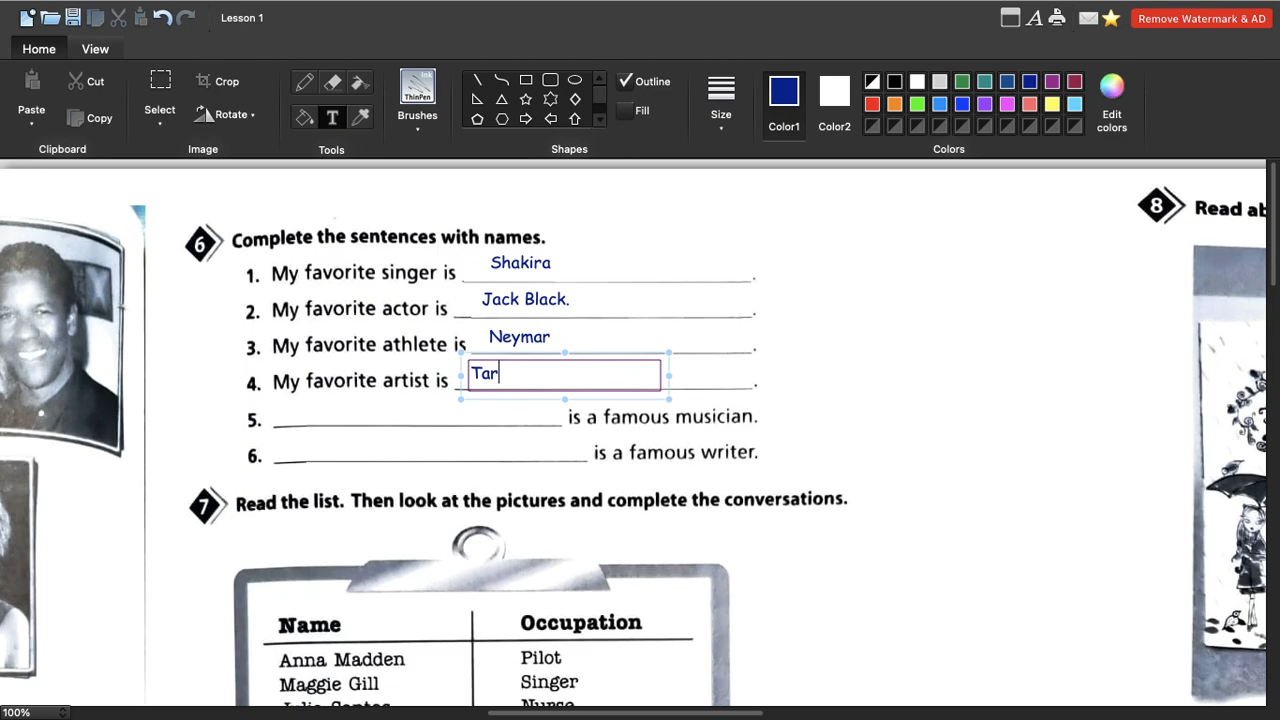 Lesson 1
Remove Watermark & AD
Home
View
Paste
Cut
Copy
Clipboard
Select
Crop
Rotate
Image
Tools
Ink
ThinPen
Brushes
Outline
Fill
Shapes
Size
Color1
Color2
Edit colors
Colors
6 Complete the sentences with names.
1. My favorite singer is Shakira.
2. My favorite actor is Jack Black. .
3. My favorite athlete is Neymar.
4. My favorite artist is Tar .
5. is a famous musician.
6. is a famous writer.
7 Read the list. Then look at the pictures and complete the conversations.
Name Occupation
Anna Madden Pilot
Maggie Gill Singer
8 Read ab
100%